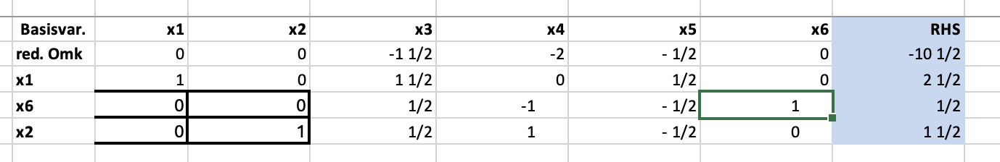 Basisvar. x1 x2 x3 x4 x5 x6 RHS
red. Omk 0 0 -1 1/2 -2 - 1/2 0 -10 1/2
x1 1 0 1 1/2 0 1/2 0 2 1/2
x6 0 0 1/2 -1 - 1/2 1 1/2
x2 0 1 1/2 1 - 1/2 0 1 1/2